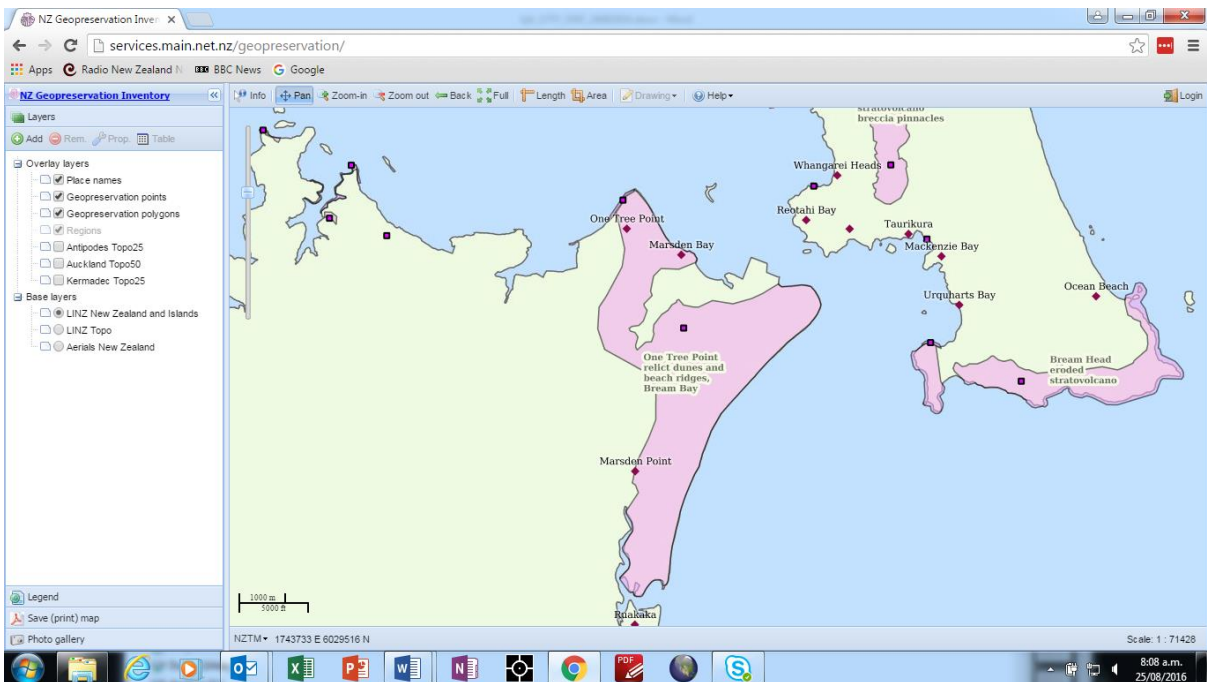 NZ Geopreservation Inven
services.main.net.nz/geopreservation/
Apps Radio New Zealand N BBC News Google
NZ Geopreservation Inventory
Info Pan Zoom-in Zoom out Back Full Length Area Drawing Help Login
Layers
Add Rem. Prop. Table
Overlay layers
Place names
Geopreservation points
Geopreservation polygons
Regions
Antipodes Topo25
Auckland Topo50
Kermadec Topo25
Base layers
LINZ New Zealand and Islands
LINZ Topo
Aerials New Zealand
stratovolcano
breccia pinnacles
Whangarei Heads
Reotahi Bay
One Tree Point
Taurikura
Marsden Bay
Mackenzie Bay
Ocean Beach
Urquharts Bay
One Tree Point
relict dunes and
beach ridges,
Bream Bay
Bream Head
eroded
stratovolcano
Marsden Point
Ruakaka
1000 m
5000 ft
Legend
Save (print) map
Photo gallery
NZTM 1743733 E 6029516 N
Scale: 1 : 71428
PDF
8:08 a.m.
25/08/2016